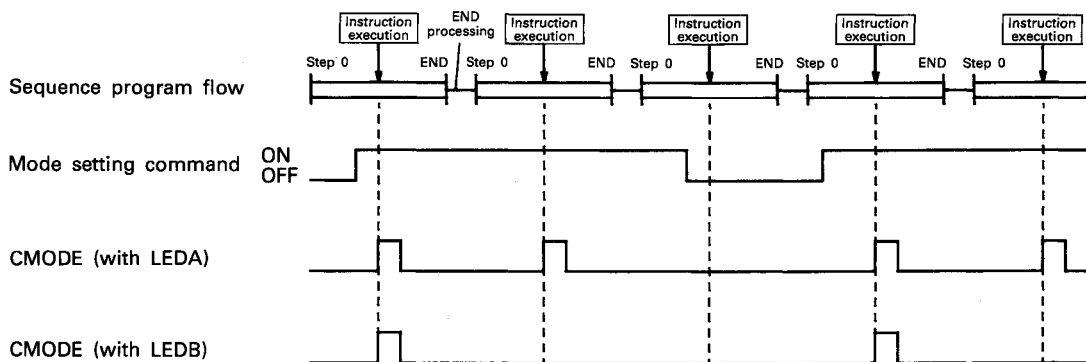 Instruction execution
END processing
Instruction execution
Instruction execution
Instruction execution
Instruction execution
Step 0 END Step 0 END Step 0 END Step 0 END Step 0
Sequence program flow
Mode setting command ON
OFF
CMODE (with LEDA)
CMODE (with LEDB)